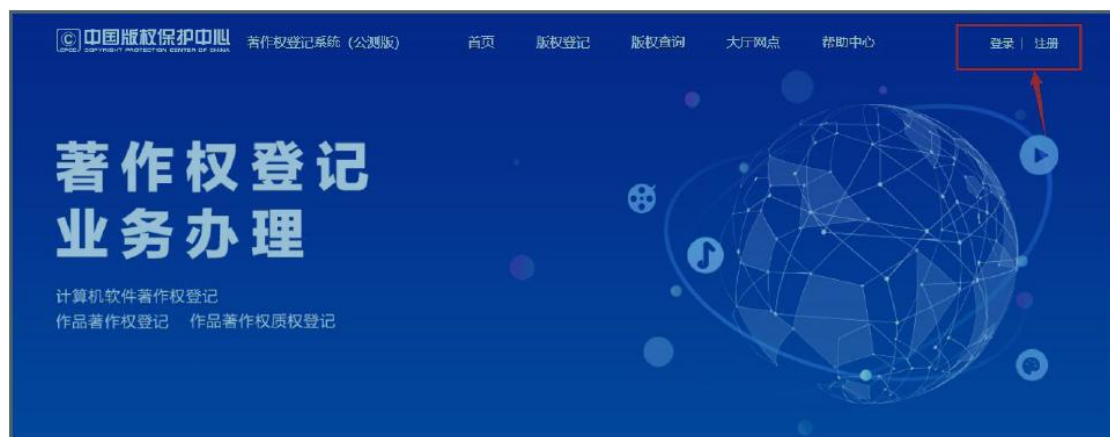 中国版权保护中心 著作权登记系统（公测版） 首页 版权登记 版权查询 大厅网点 帮助中心 登录 | 注册
CPCC COPYRIGHT PROTECTION CENTER OF CHINA
著作权登记
业务办理
计算机软件著作权登记
作品著作权登记 作品著作权质权登记